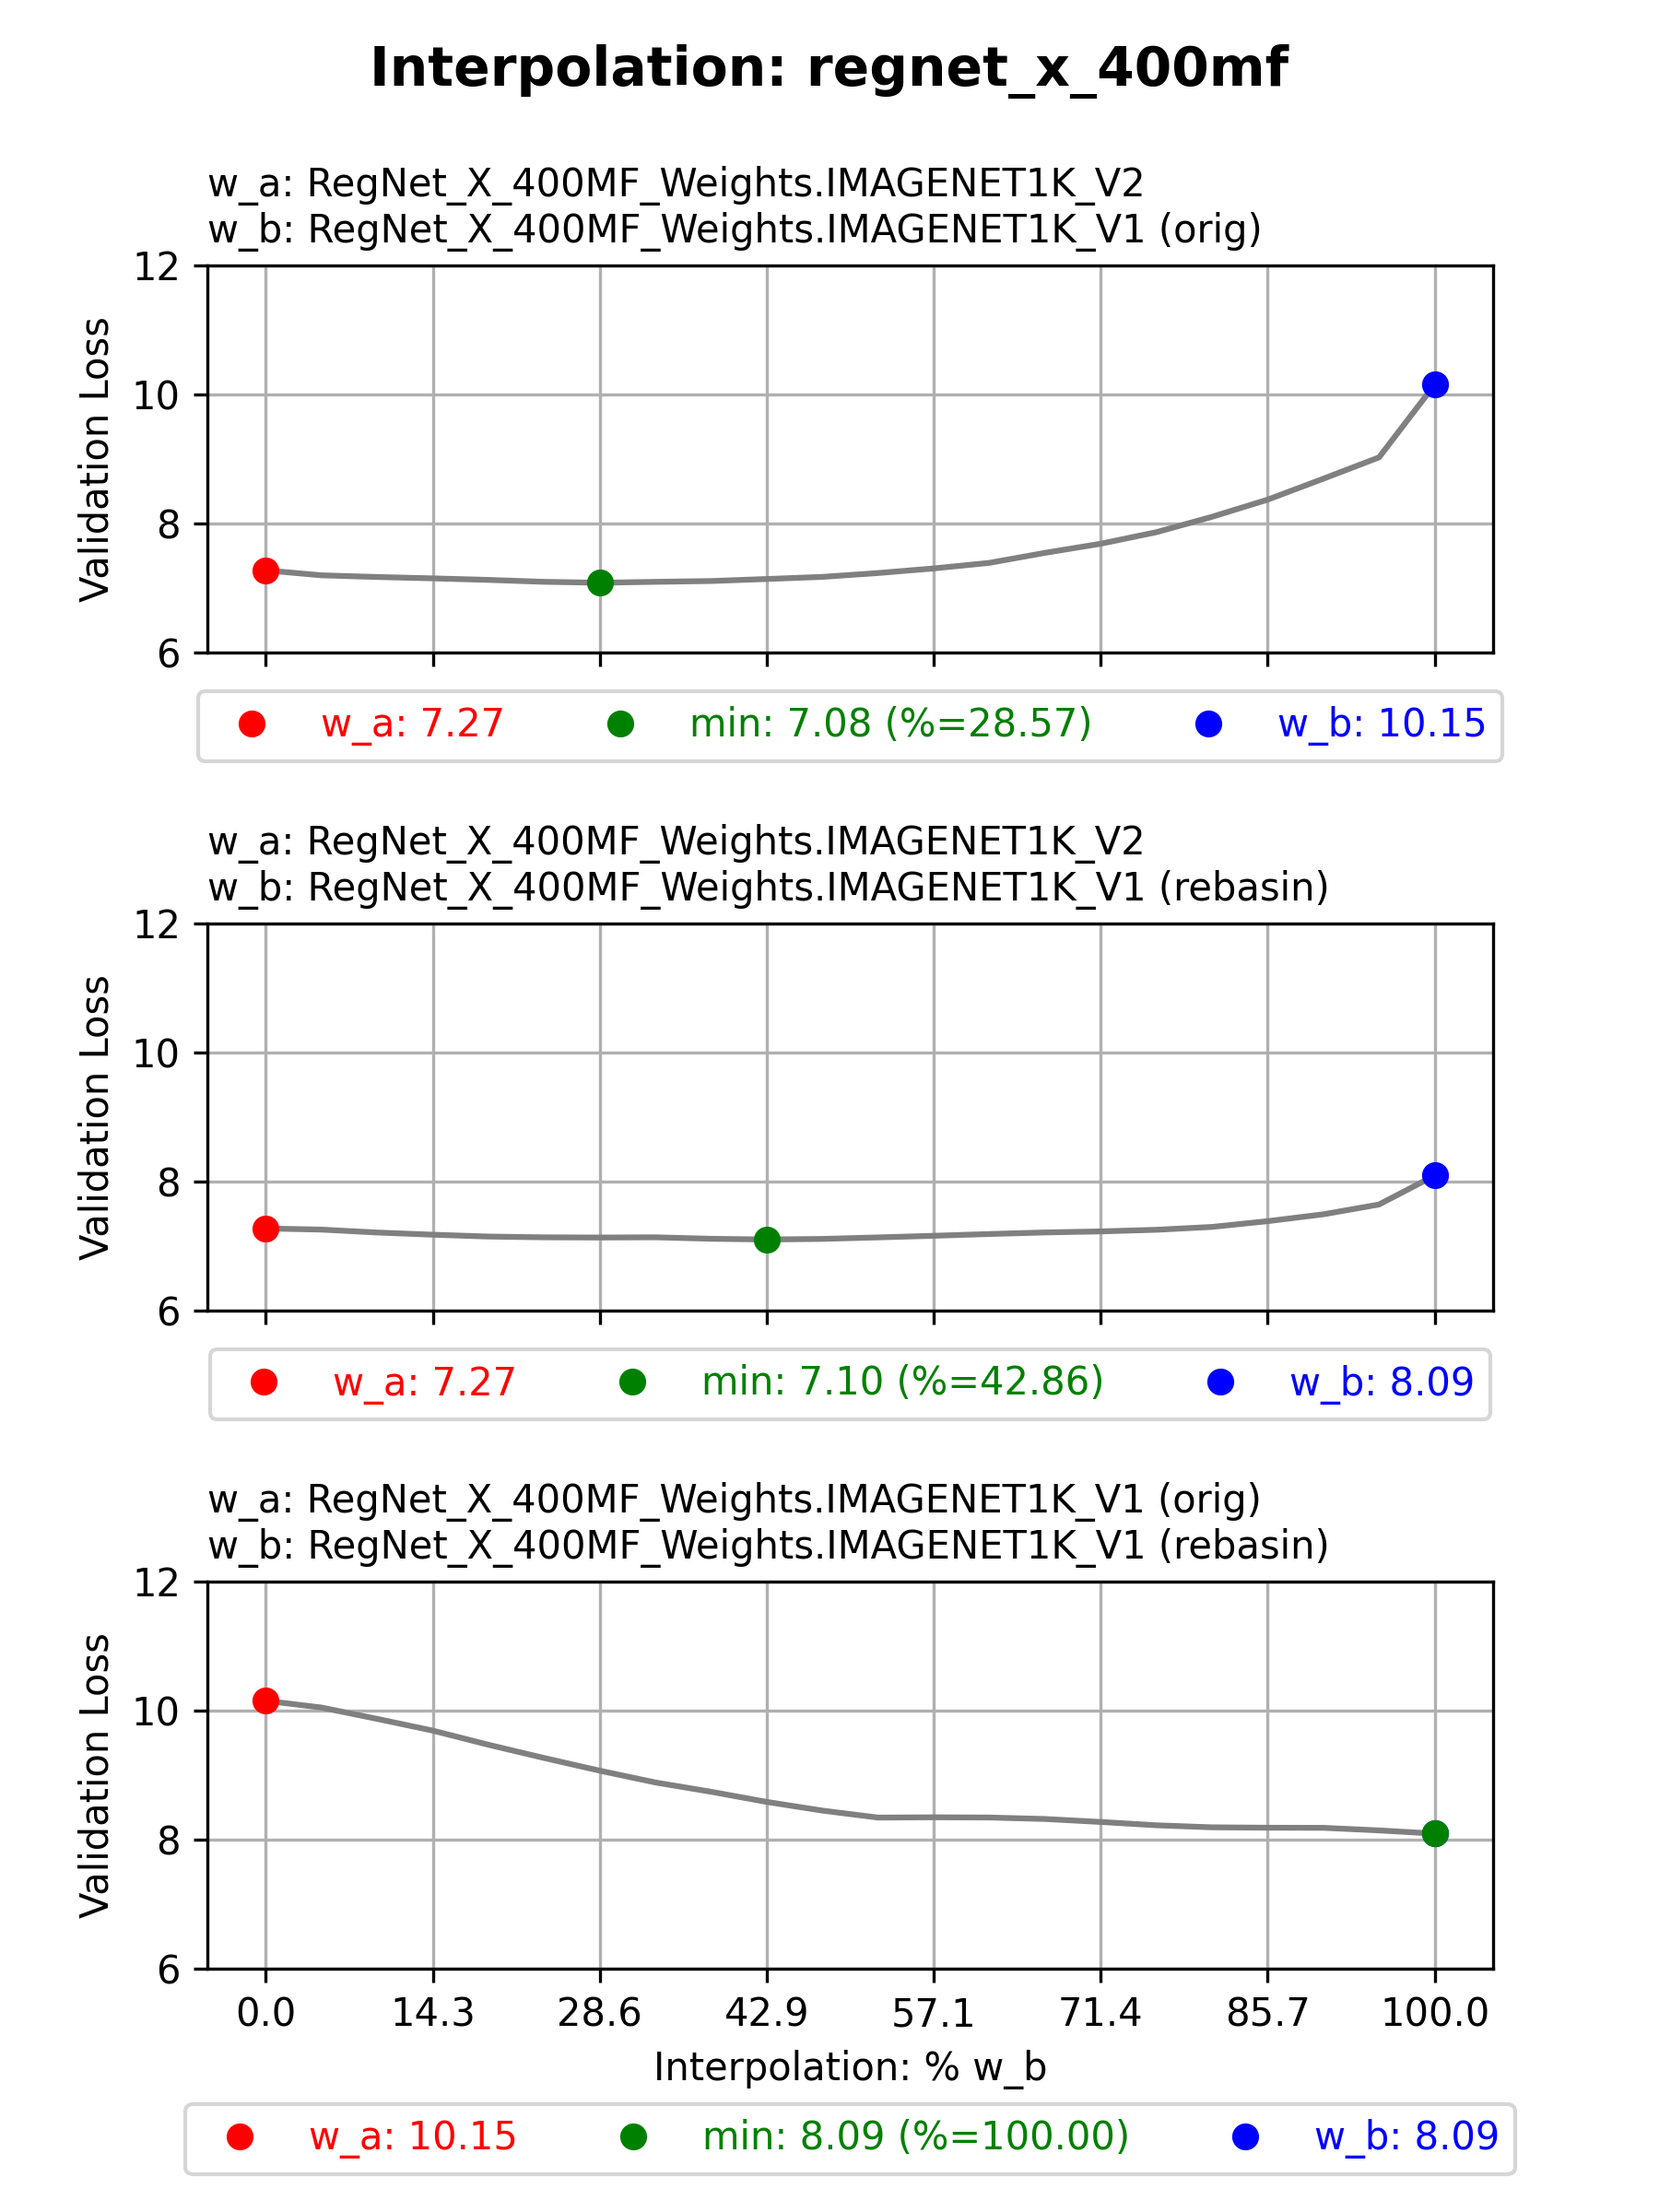 Interpolation: regnet_x_400mf
w_a: RegNet_X_400MF_Weights.IMAGENET1K_V2
w_b: RegNet_X_400MF_Weights.IMAGENET1K_V1 (orig)
12
10
8
6
Validation Loss
w_a: 7.27 min: 7.08 (%=28.57) w_b: 10.15
w_a: RegNet_X_400MF_Weights.IMAGENET1K_V2
w_b: RegNet_X_400MF_Weights.IMAGENET1K_V1 (rebasin)
12
10
8
6
Validation Loss
w_a: 7.27 min: 7.10 (%=42.86) w_b: 8.09
w_a: RegNet_X_400MF_Weights.IMAGENET1K_V1 (orig)
w_b: RegNet_X_400MF_Weights.IMAGENET1K_V1 (rebasin)
12
10
8
6
Validation Loss
0.0 14.3 28.6 42.9 57.1 71.4 85.7 100.0
Interpolation: % w_b
w_a: 10.15 min: 8.09 (%=100.00) w_b: 8.09